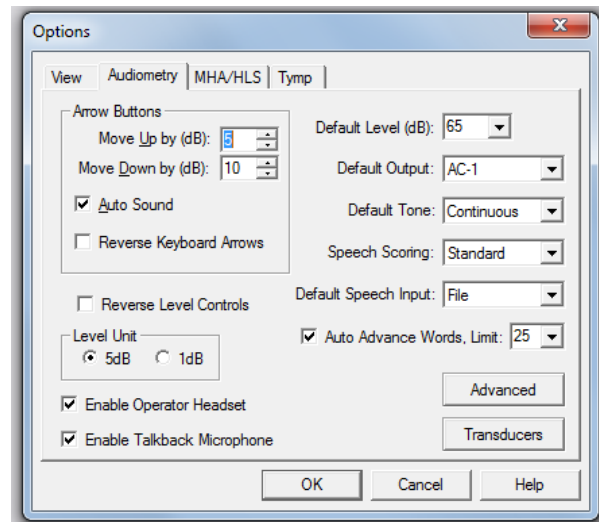 Options
View Audiometry MHA/HLS Tymp
Arrow Buttons
Move Up by (dB): 5
Move Down by (dB): 10
Auto Sound
Reverse Keyboard Arrows
Reverse Level Controls
Level Unit
5dB 1dB
Enable Operator Headset
Enable Talkback Microphone
Default Level (dB): 65
Default Output: AC-1
Default Tone: Continuous
Speech Scoring: Standard
Default Speech Input: File
Auto Advance Words, Limit: 25
Advanced
Transducers
OK Cancel Help